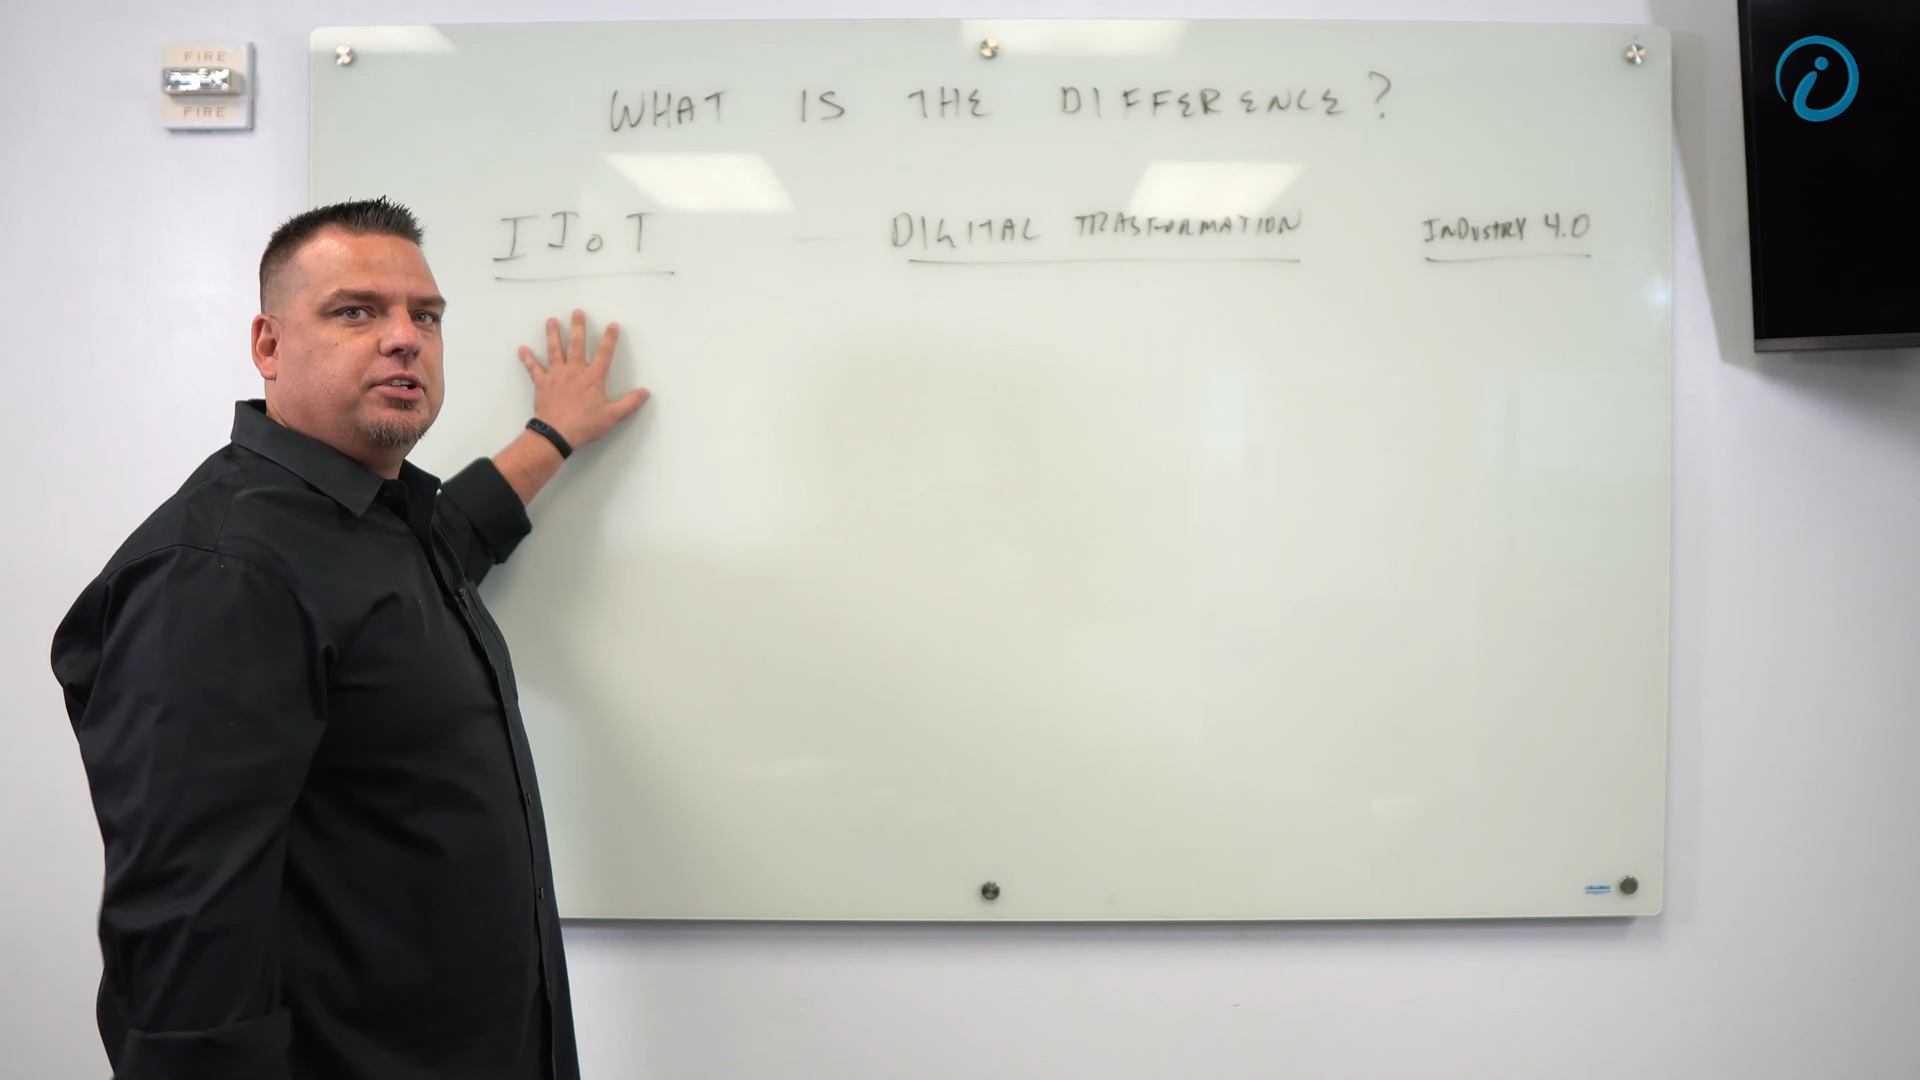 FIRE
FIRE
WHAT IS THE DIFFERENCE?
IIoT
DIGITAL TRASFORMATION
INDUSTRY 4.0